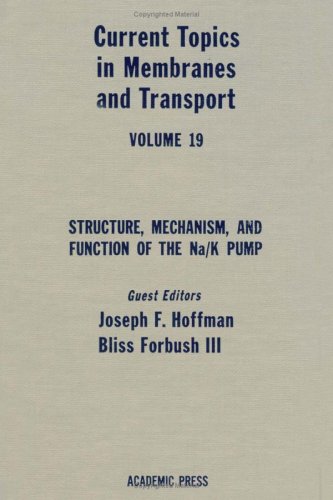 Current Topics
in Membranes
and Transport
VOLUME 19
STRUCTURE, MECHANISM, AND
FUNCTION OF THE Na/K PUMP
Guest Editors
Joseph F. Hoffman
Bliss Forbush III
ACADEMIC PRESS